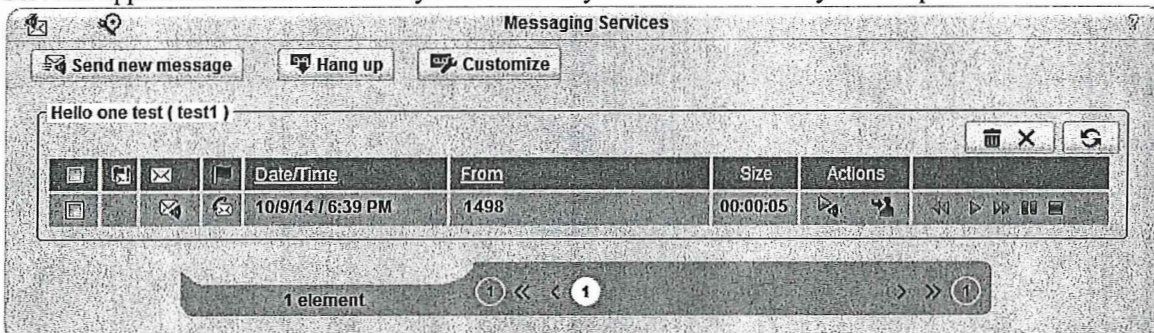 Messaging Services ?
Send new message Hang up Customize
Hello one test ( test1 )
Date/Time From Size Actions
10/9/14 / 6:39 PM 1498 00:00:05
1 element 1 « < 1 > » 1